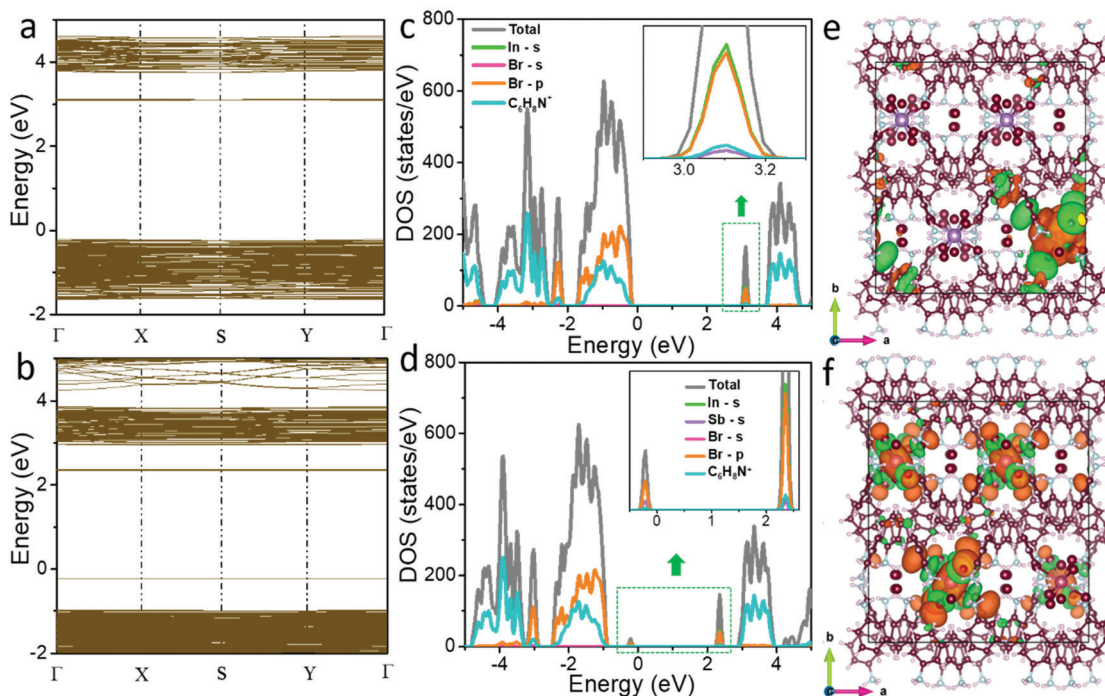 a
Energy (eV)
4
2
0
-2
Γ X S Y Γ
b
Energy (eV)
4
2
0
-2
Γ X S Y Γ
c
DOS (states/eV)
800
600
400
200
0
Total
In - s
Br - s
Br - p
C₆H₈N⁺
3.0 3.2
-4 -2 0 2 4
Energy (eV)
d
DOS (states/eV)
800
600
400
200
0
Total
In - s
Sb - s
Br - s
Br - p
C₆H₈N⁺
0 1 2
-4 -2 0 2 4
Energy (eV)
e
b
c
a
f
b
c
a